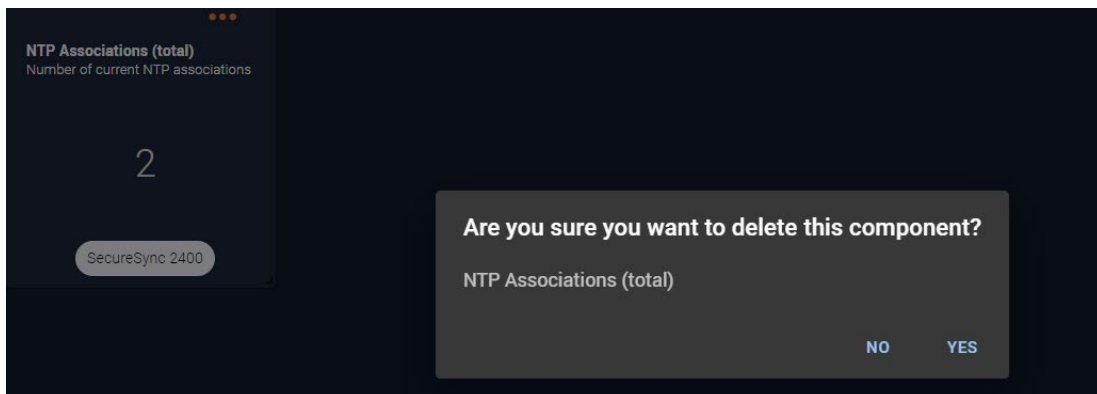 NTP Associations (total)
Number of current NTP associations
2
SecureSync 2400
Are you sure you want to delete this component?
NTP Associations (total)
NO YES